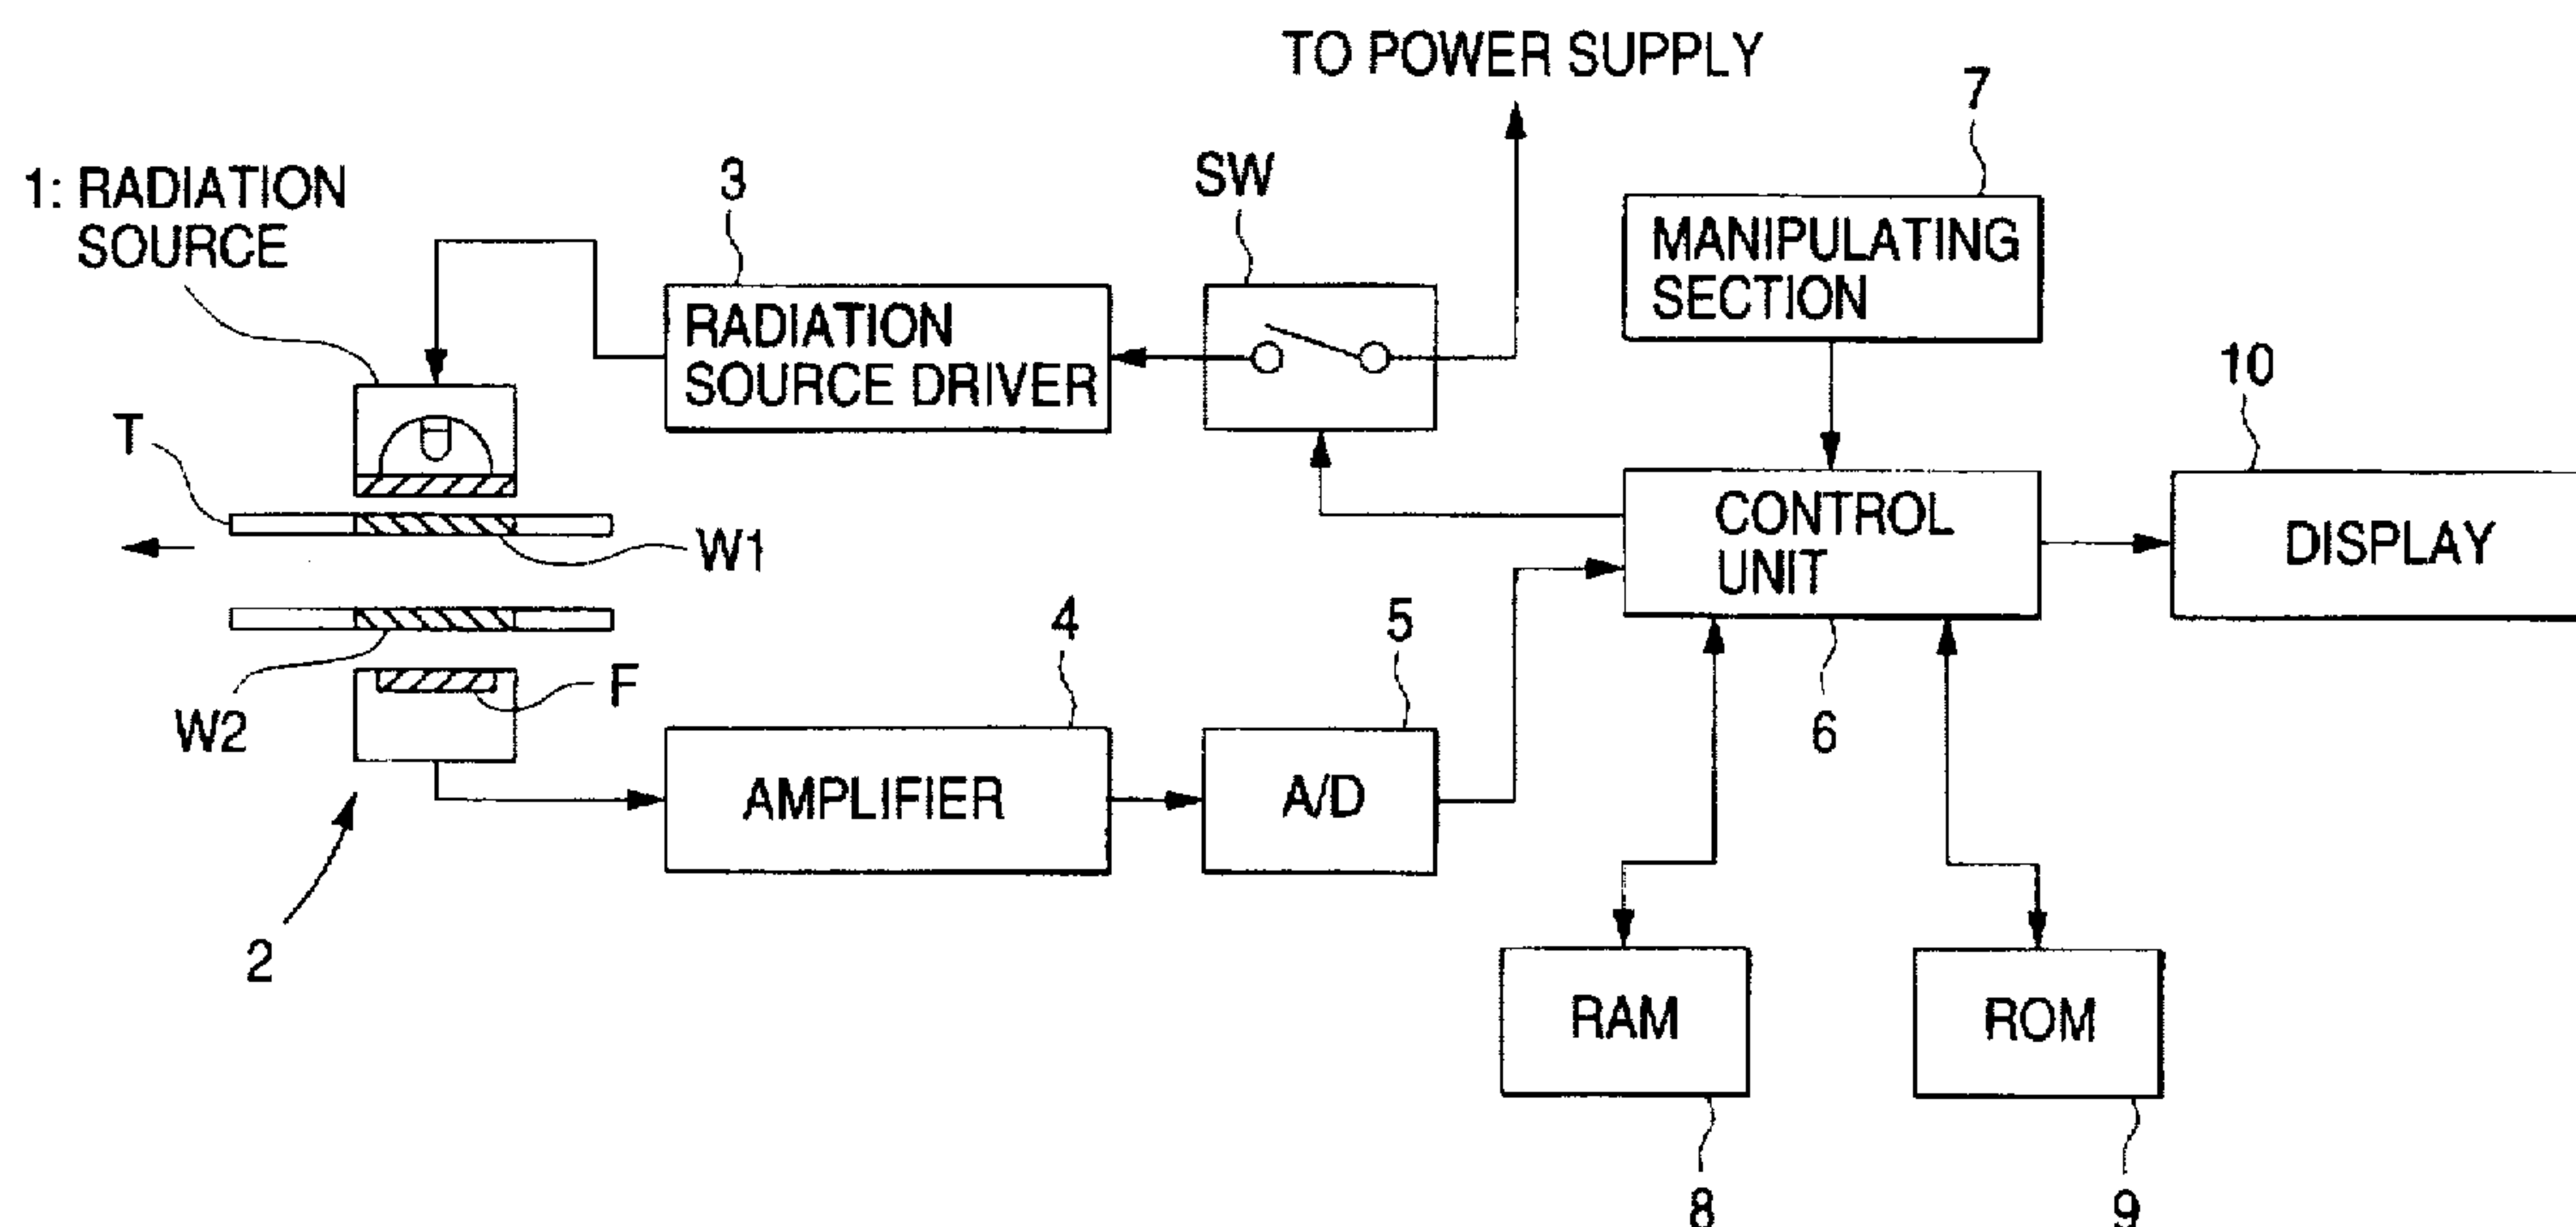 TO POWER SUPPLY
7
1: RADIATION
SOURCE
3
SW
MANIPULATING
SECTION
RADIATION
SOURCE DRIVER
10
T
CONTROL
UNIT
DISPLAY
W1
4
5
F
W2
6
AMPLIFIER
A/D
2
RAM
ROM
8
9